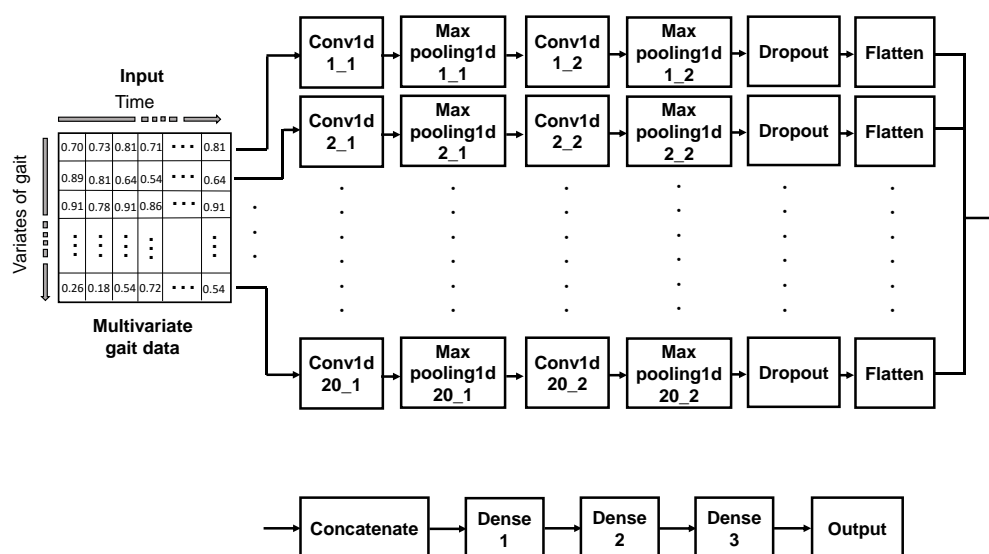 Input
Time
Variates of gait
0.70 0.73 0.81 0.71 ··· 0.81
0.89 0.81 0.64 0.54 ··· 0.64
0.91 0.78 0.91 0.86 ··· 0.91
0.26 0.18 0.54 0.72 ··· 0.54
Multivariate
gait data
Conv1d
1_1
Max
pooling1d
1_1
Conv1d
1_2
Max
pooling1d
1_2
Dropout
Flatten
Conv1d
2_1
Max
pooling1d
2_1
Conv1d
2_2
Max
pooling1d
2_2
Dropout
Flatten
Conv1d
20_1
Max
pooling1d
20_1
Conv1d
20_2
Max
pooling1d
20_2
Dropout
Flatten
Concatenate
Dense
1
Dense
2
Dense
3
Output